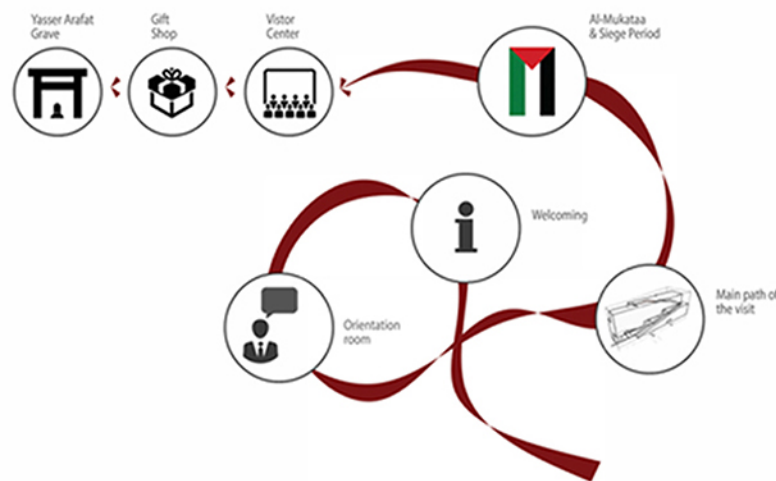 Yasser Arafat
Grave
Gift
Shop
Vistor
Center
Al-Mukataa
& Siege Period
Welcoming
Orientation
room
Main path of
the visit